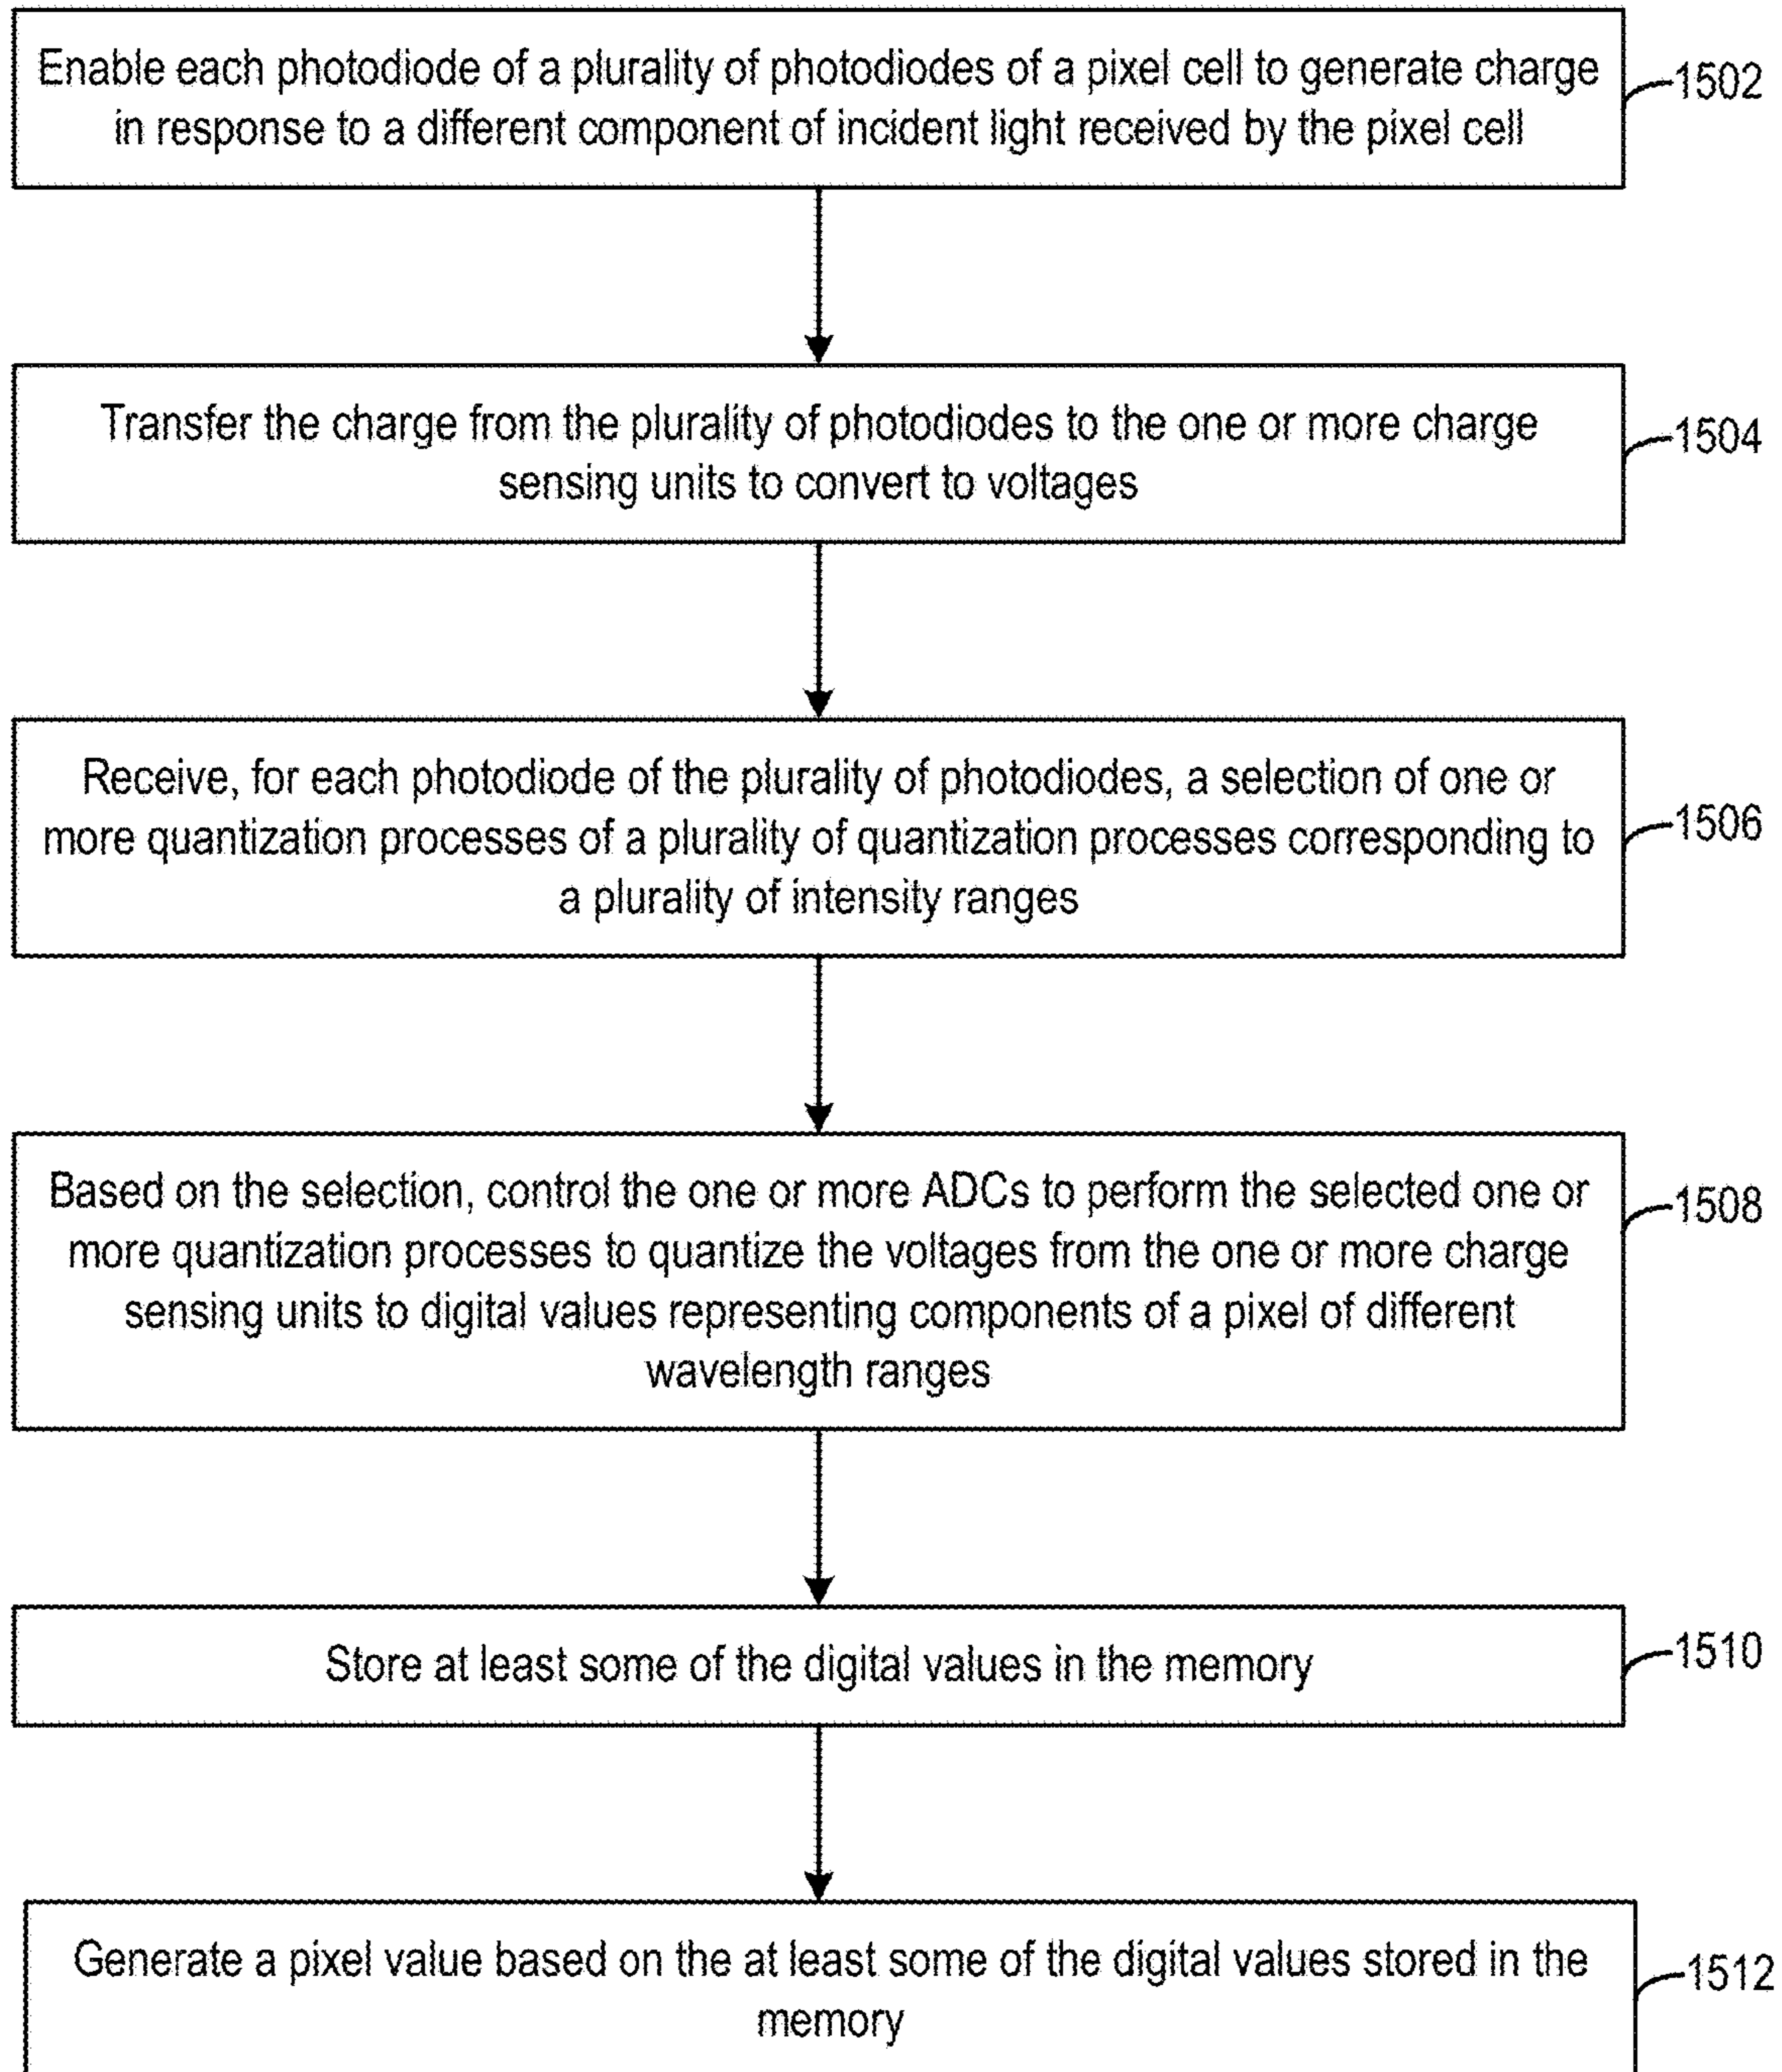 Enable each photodiode of a plurality of photodiodes of a pixel cell to generate charge
in response to a different component of incident light received by the pixel cell
1502
Transfer the charge from the plurality of photodiodes to the one or more charge
sensing units to convert to voltages
1504
Receive, for each photodiode of the plurality of photodiodes, a selection of one or
more quantization processes of a plurality of quantization processes corresponding to
a plurality of intensity ranges
1506
Based on the selection, control the one or more ADCs to perform the selected one or
more quantization processes to quantize the voltages from the one or more charge
sensing units to digital values representing components of a pixel of different
wavelength ranges
1508
Store at least some of the digital values in the memory
1510
Generate a pixel value based on the at least some of the digital values stored in the
memory
1512